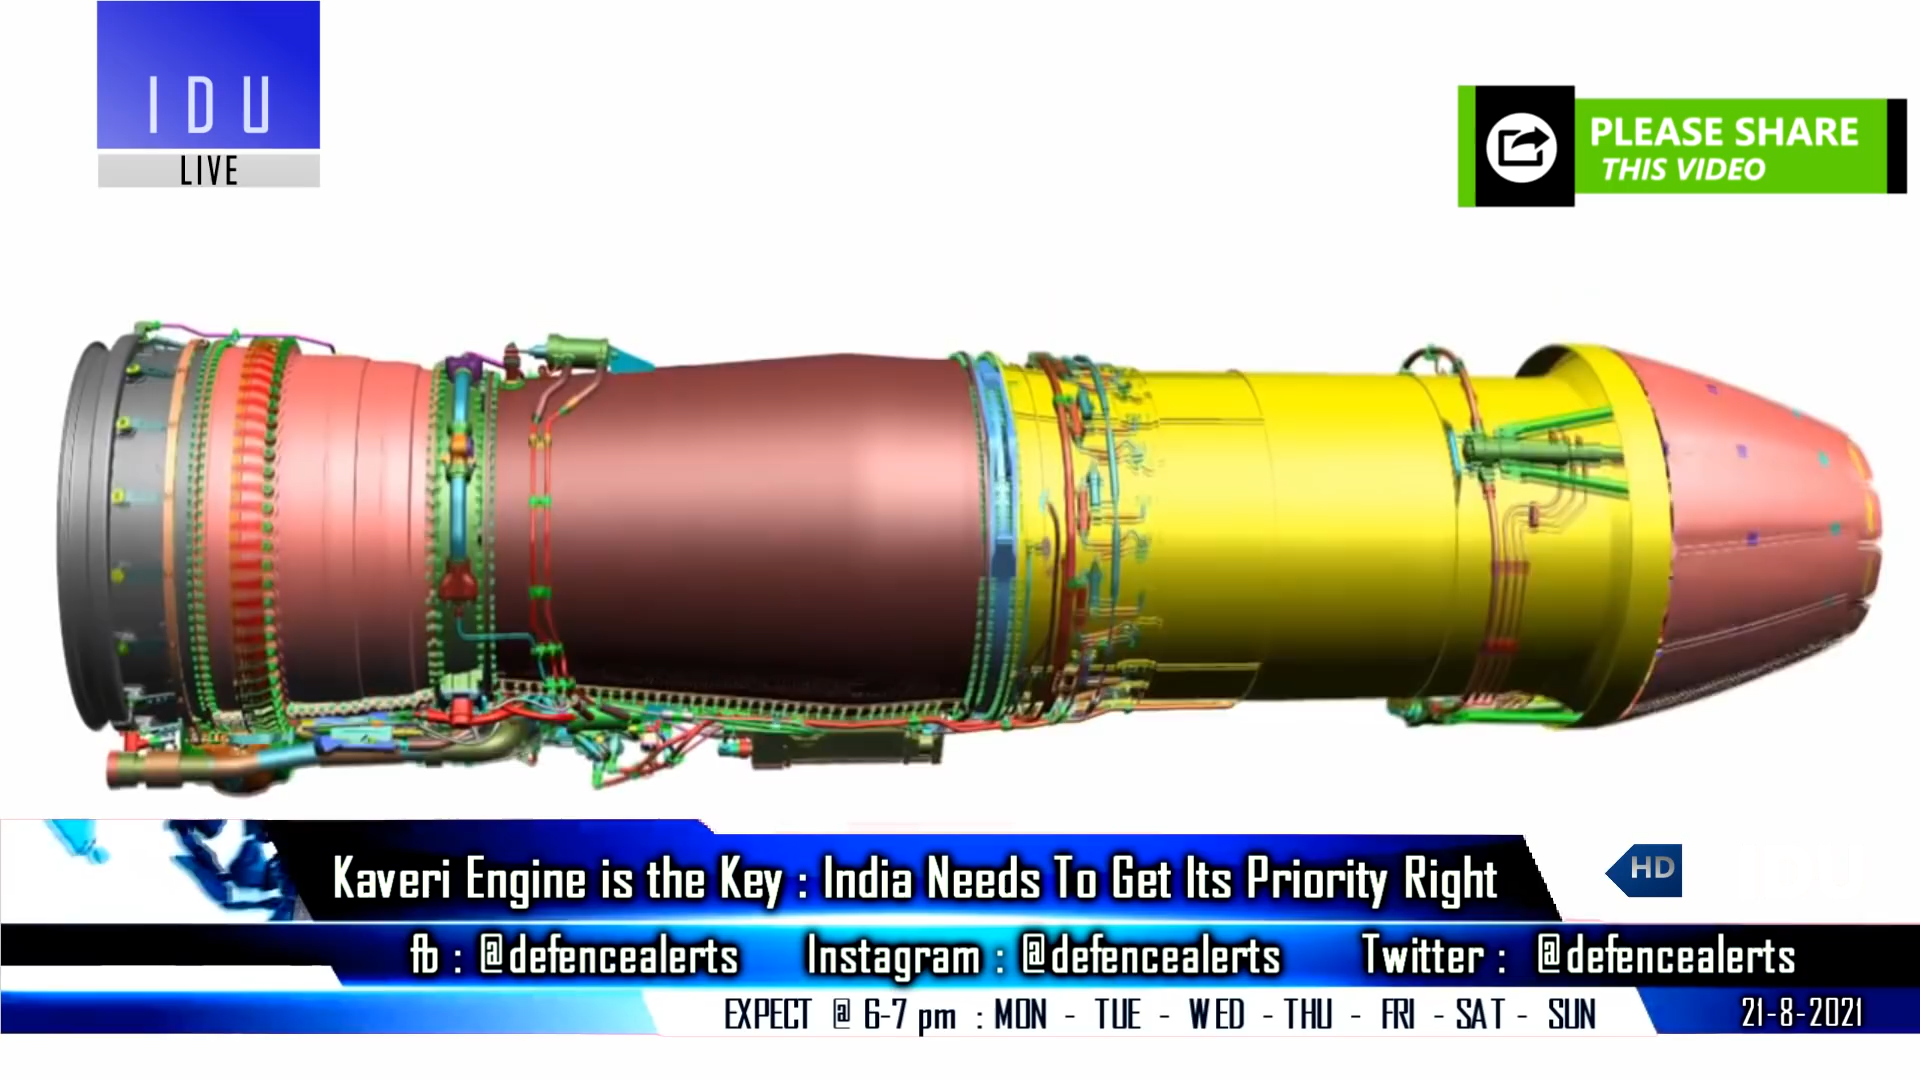 IDU
LIVE
PLEASE SHARE
THIS VIDEO
Kaveri Engine is the Key : India Needs To Get Its Priority Right
HD
fb : @defencealerts Instagram : @defencealerts Twitter : @defencealerts
EXPECT @ 6-7 pm : MON - TUE - WED - THU - FRI - SAT - SUN
21-8-2021